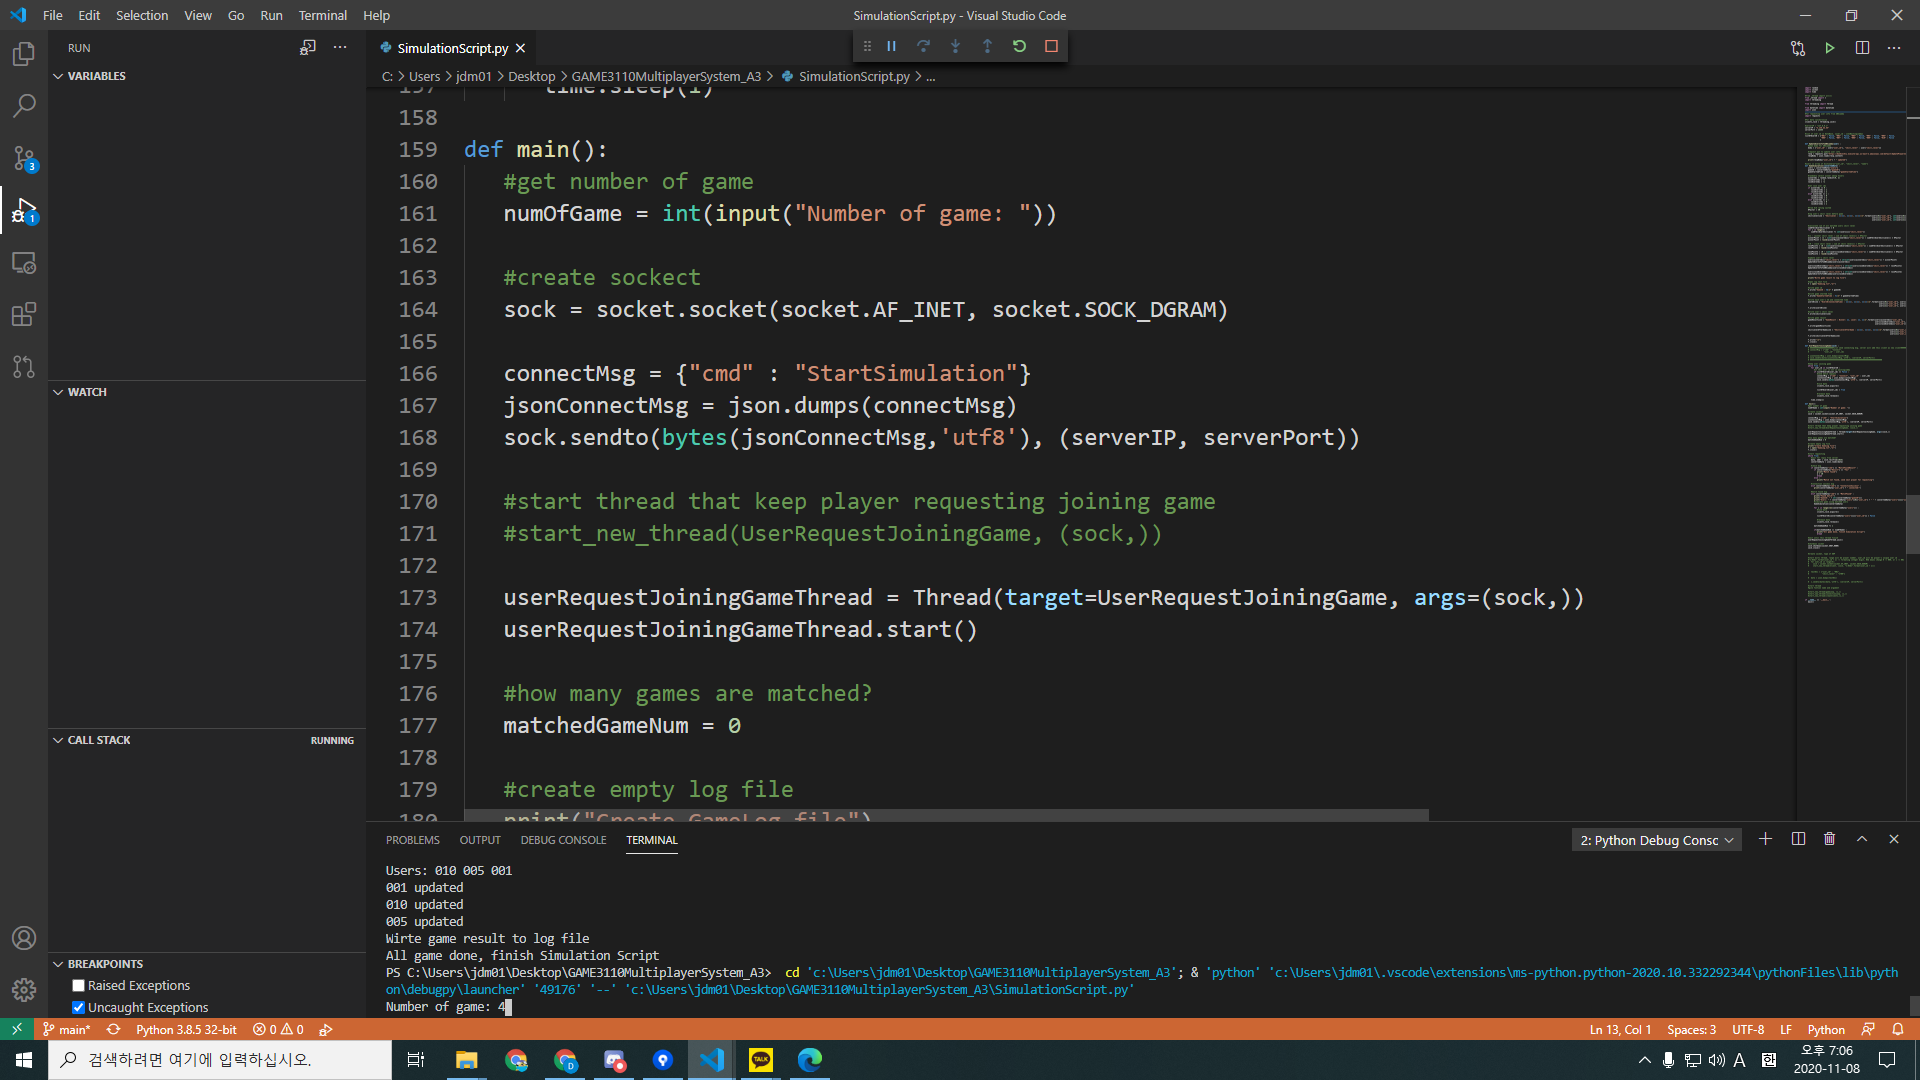 File Edit Selection View Go Run Terminal Help
SimulationScript.py - Visual Studio Code
RUN
SimulationScript.py
C: > Users > jdm01 > Desktop > GAME3110MultiplayerSystem_A3 > SimulationScript.py > ...
VARIABLES
WATCH
CALL STACK
RUNNING
BREAKPOINTS
Raised Exceptions
Uncaught Exceptions
3
1
157 time.sleep(1)
158
159 def main():
160 #get number of game
161 numOfGame = int(input("Number of game: "))
162
163 #create sockect
164 sock = socket.socket(socket.AF_INET, socket.SOCK_DGRAM)
165
166 connectMsg = {"cmd" : "StartSimulation"}
167 jsonConnectMsg = json.dumps(connectMsg)
168 sock.sendto(bytes(jsonConnectMsg,'utf8'), (serverIP, serverPort))
169
170 #start thread that keep player requesting joining game
171 #start_new_thread(UserRequestJoiningGame, (sock,))
172
173 userRequestJoiningGameThread = Thread(target=UserRequestJoiningGame, args=(sock,))
174 userRequestJoiningGameThread.start()
175
176 #how many games are matched?
177 matchedGameNum = 0
178
179 #create empty log file
180 print("Create GameLog file")
PROBLEMS OUTPUT DEBUG CONSOLE TERMINAL
2: Python Debug Consc
Users: 010 005 001
001 updated
010 updated
005 updated
Wirte game result to log file
All game done, finish Simulation Script
PS C:\Users\jdm01\Desktop\GAME3110MultiplayerSystem_A3> cd 'c:\Users\jdm01\Desktop\GAME3110MultiplayerSystem_A3'; & 'python' 'c:\Users\jdm01\.vscode\extensions\ms-python.python-2020.10.332292344\pythonFiles\lib\pyth
on\debugpy\launcher' '49176' '--' 'c:\Users\jdm01\Desktop\GAME3110MultiplayerSystem_A3\SimulationScript.py'
Number of game: 4
main* Python 3.8.5 32-bit 0 0
Ln 13, Col 1 Spaces: 3 UTF-8 LF Python
검색하려면 여기에 입력하십시오.
TALK
A 한
오후 7:06
2020-11-08